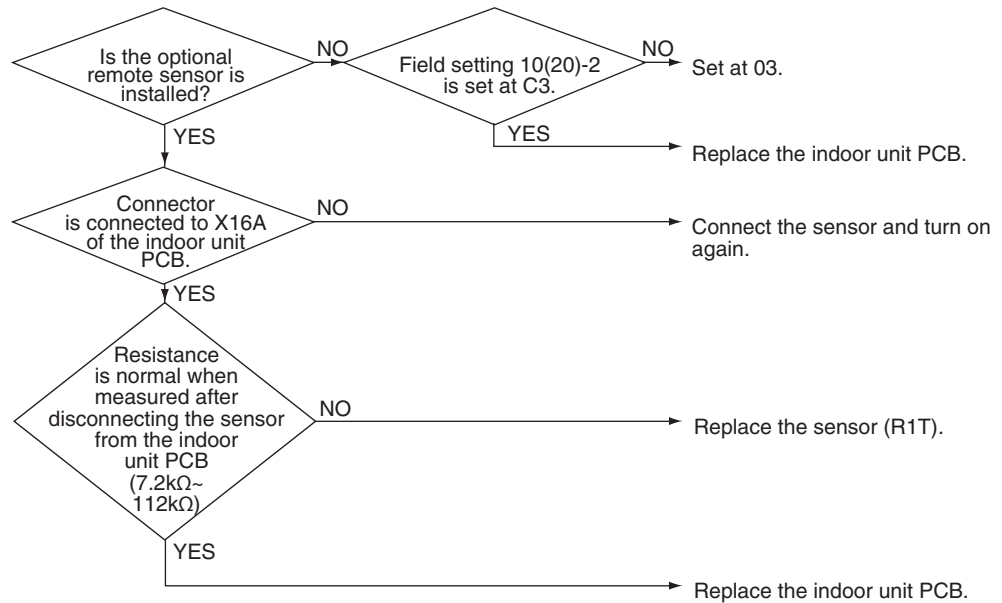 Is the optional
remote sensor is
installed?
NO
Field setting 10(20)-2
is set at C3.
NO
Set at 03.
YES
YES
Replace the indoor unit PCB.
Connector
is connected to X16A
of the indoor unit
PCB.
NO
Connect the sensor and turn on
again.
YES
Resistance
is normal when
measured after
disconnecting the sensor
from the indoor
unit PCB
(7.2kΩ~
112kΩ)
NO
Replace the sensor (R1T).
YES
Replace the indoor unit PCB.